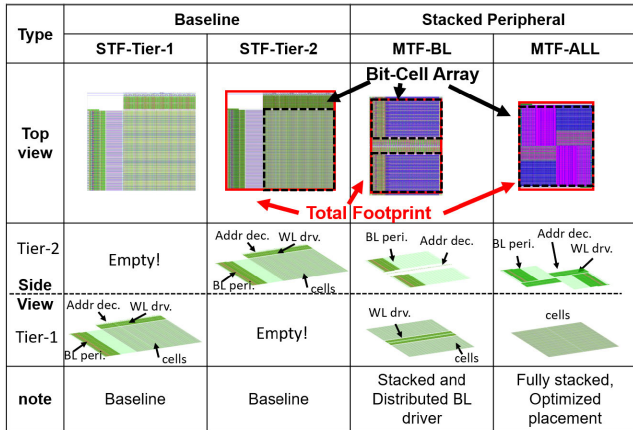 Type
Baseline
Stacked Peripheral
STF-Tier-1
STF-Tier-2
MTF-BL
MTF-ALL
Top
view
Bit-Cell Array
Total Footprint
Tier-2
Side
View
Tier-1
Empty!
Addr dec.
WL drv.
BL peri.
cells
BL peri.
Addr dec.
BL peri.
Addr dec.
WL drv.
Addr dec.
WL drv.
BL peri.
cells
Empty!
WL drv.
cells
cells
note
Baseline
Baseline
Stacked and
Distributed BL
driver
Fully stacked,
Optimized
placement